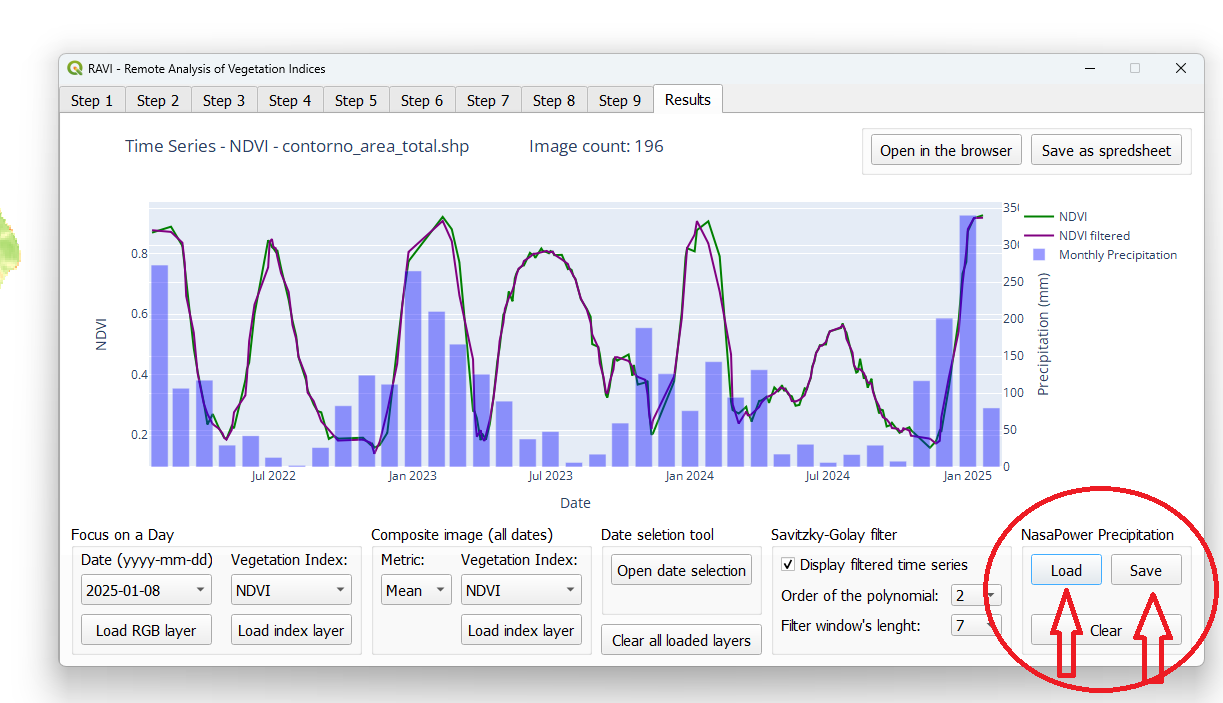 RAVI - Remote Analysis of Vegetation Indices
Step 1 Step 2 Step 3 Step 4 Step 5 Step 6 Step 7 Step 8 Step 9 Results
Time Series - NDVI - contorno_area_total.shp Image count: 196
Open in the browser Save as spredsheet
NDVI
0.8
0.6
0.4
0.2
350
300
250
200
150
100
50
0
Precipitation (mm)
NDVI
NDVI filtered
Monthly Precipitation
Jul 2022 Jan 2023 Jul 2023 Jan 2024 Jul 2024 Jan 2025
Date
Focus on a Day
Date (yyyy-mm-dd) Vegetation Index:
2025-01-08 NDVI
Load RGB layer Load index layer
Composite image (all dates)
Metric: Vegetation Index:
Mean NDVI
Load index layer
Date seletion tool
Open date selection
Clear all loaded layers
Savitzky-Golay filter
Display filtered time series
Order of the polynomial: 2
Filter window's lenght: 7
NasaPower Precipitation
Load Save
Clear